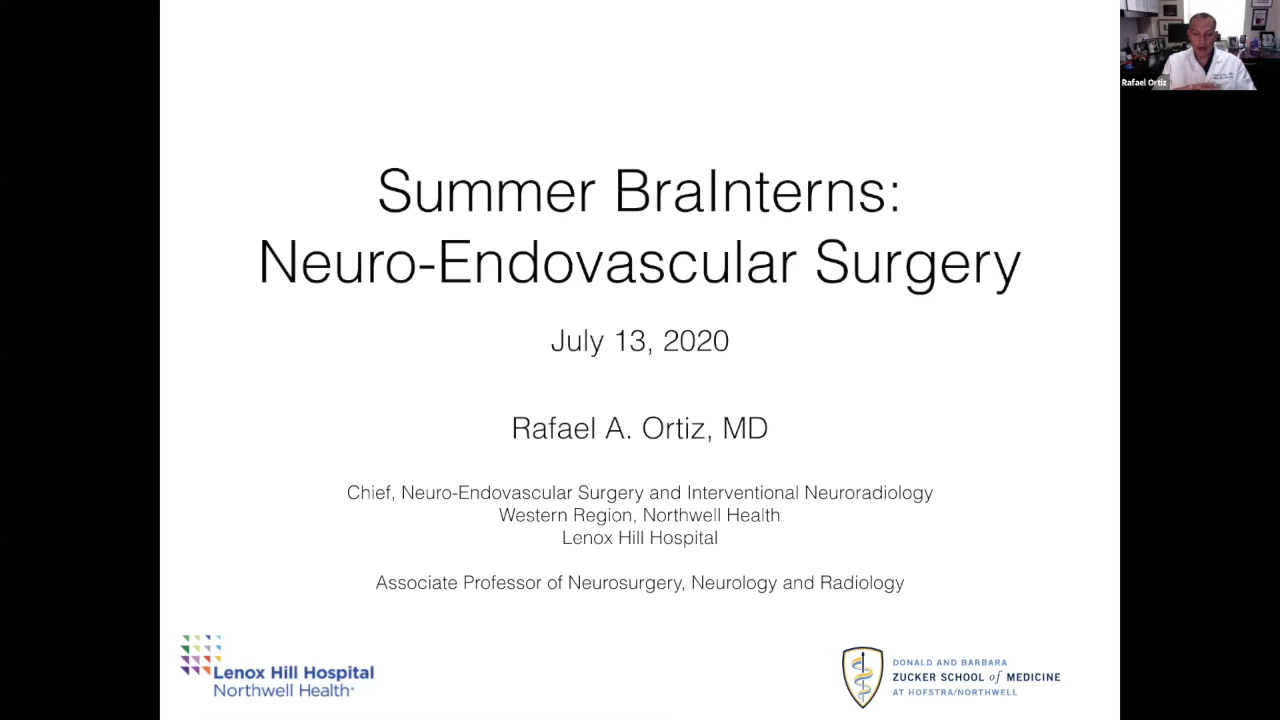 Rafael Ortiz
Summer BraInterns:
Neuro-Endovascular Surgery
July 13, 2020
Rafael A. Ortiz, MD
Chief, Neuro-Endovascular Surgery and Interventional Neuroradiology
Western Region, Northwell Health
Lenox Hill Hospital
Associate Professor of Neurosurgery, Neurology and Radiology
Lenox Hill Hospital
Northwell Health
DONALD AND BARBARA
ZUCKER SCHOOL of MEDICINE
AT HOFSTRA/NORTHWELL